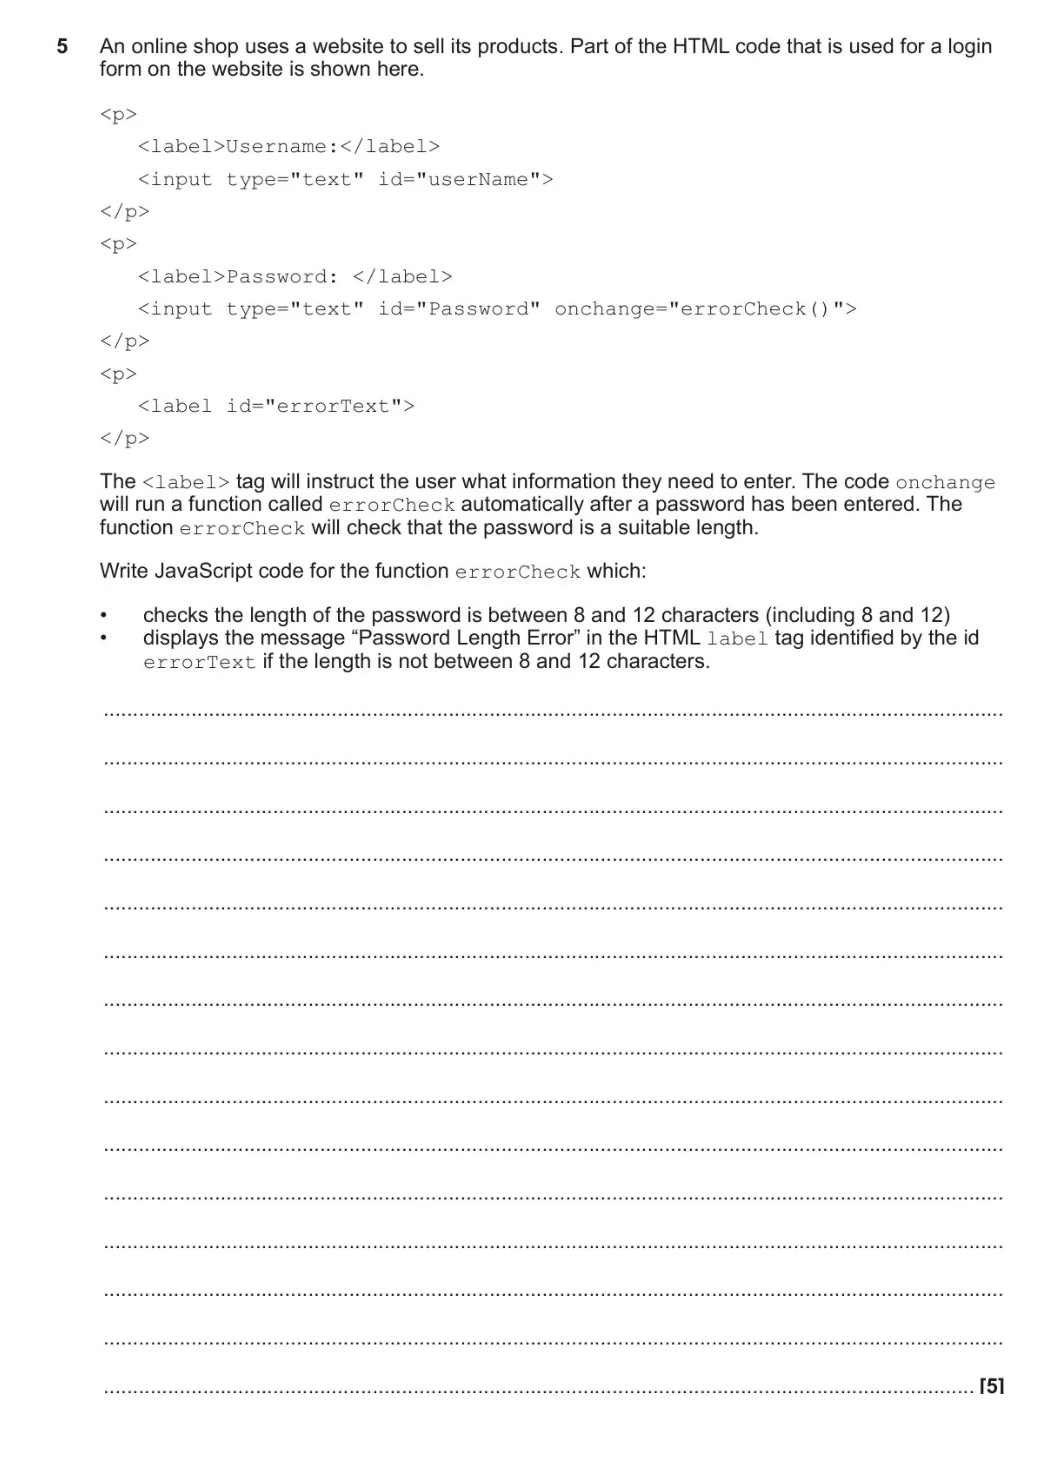 5 An online shop uses a website to sell its products. Part of the HTML code that is used for a login
form on the website is shown here.
<p>
<label>Username:</label>
<input type="text" id="userName">
</p>
<p>
<label>Password: </label>
<input type="text" id="Password" onchange="errorCheck()">
</p>
<p>
<label id="errorText">
</p>
The <label> tag will instruct the user what information they need to enter. The code onchange
will run a function called errorCheck automatically after a password has been entered. The
function errorCheck will check that the password is a suitable length.
Write JavaScript code for the function errorCheck which:
• checks the length of the password is between 8 and 12 characters (including 8 and 12)
• displays the message “Password Length Error” in the HTML label tag identified by the id
errorText if the length is not between 8 and 12 characters.
[5]